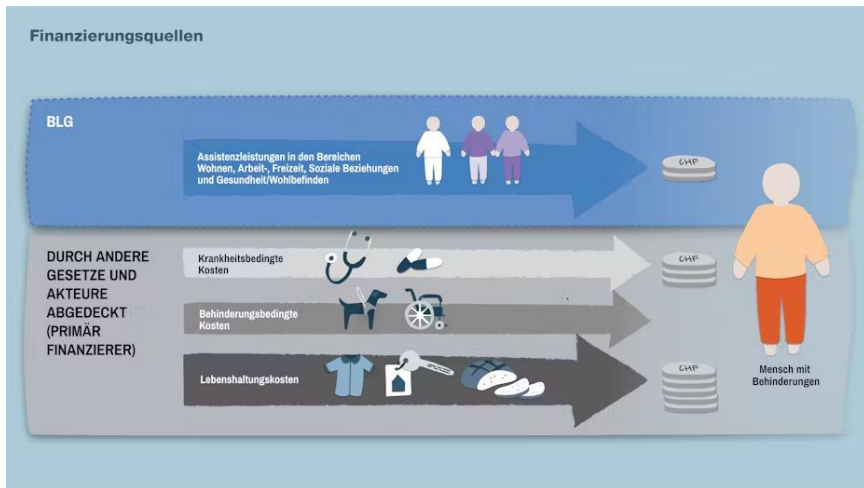 Finanzierungsquellen
BLG
Assistenzleistungen in den Bereichen
Wohnen, Arbeit-, Freizeit, Soziale Beziehungen
und Gesundheit/Wohlbefinden
CHF
DURCH ANDERE
GESETZE UND
AKTEURE
ABGEDECKT
(PRIMÄR
FINANZIERER)
Krankheitsbedingte
Kosten
CHF
Behinderungsbedingte
Kosten
Lebenshaltungskosten
CHF
Mensch mit
Behinderungen